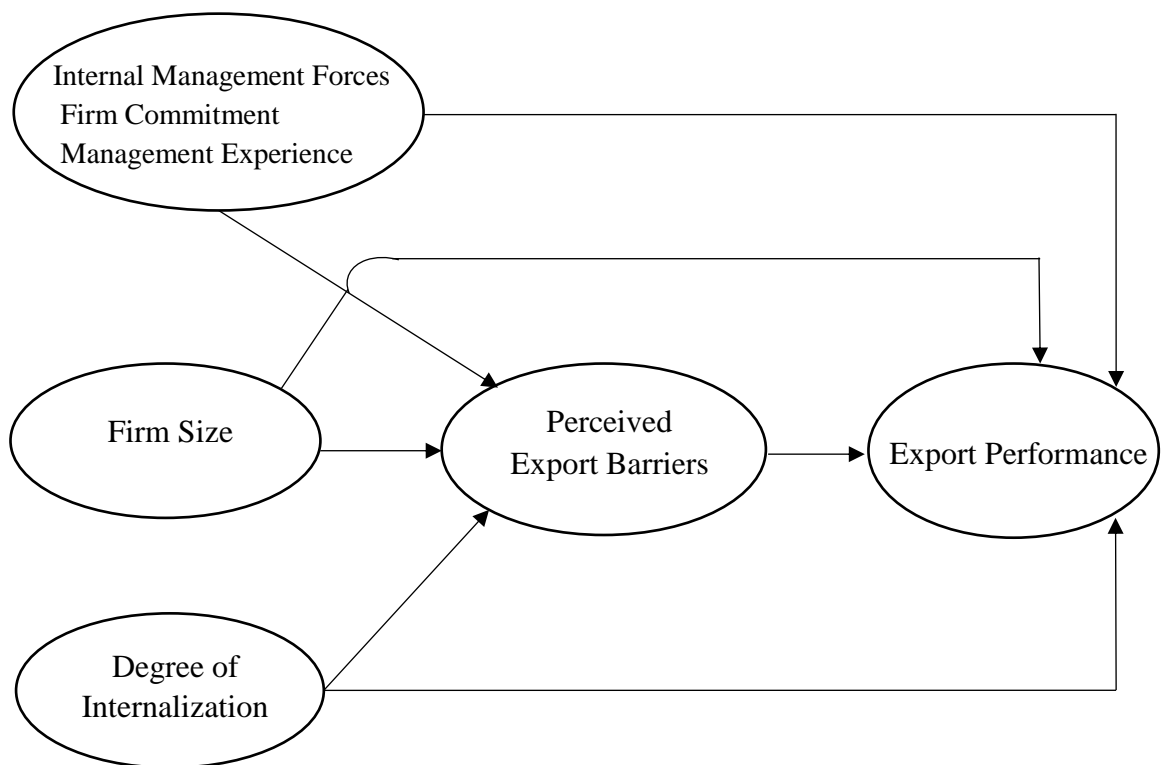 Internal Management Forces
Firm Commitment
Management Experience
Firm Size
Perceived
Export Barriers
Export Performance
Degree of
Internalization